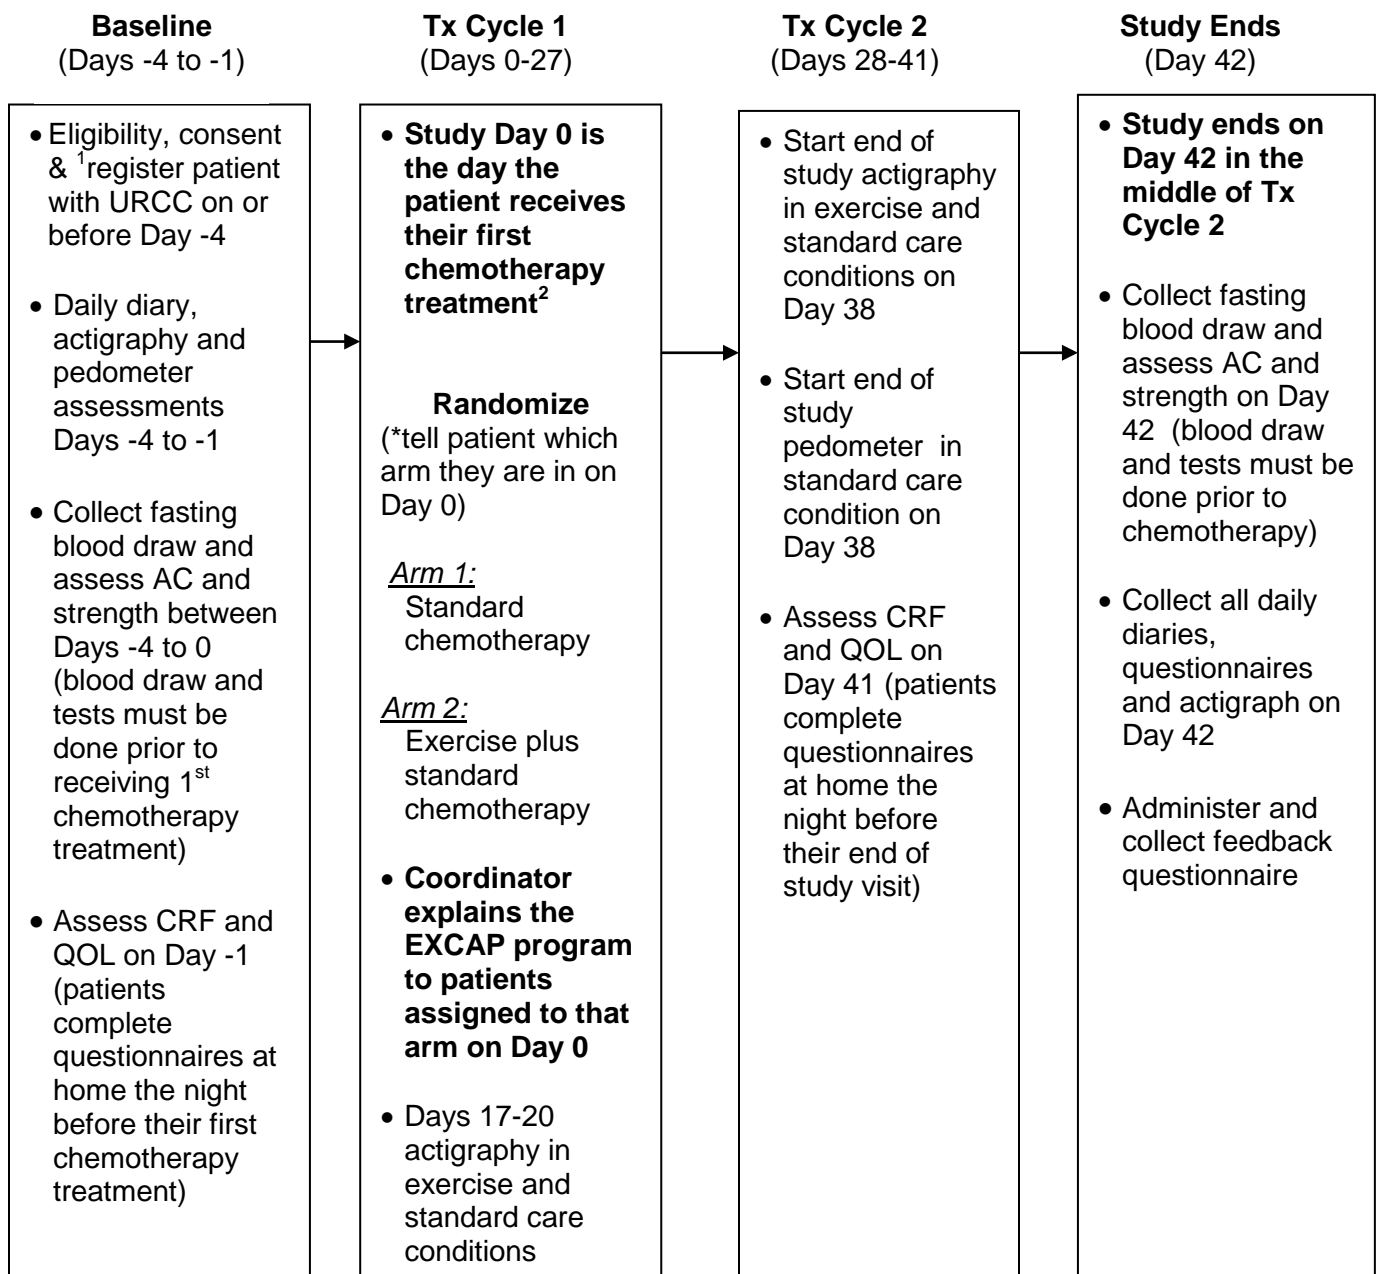 Baseline
(Days -4 to -1)
• Eligibility, consent
& ¹register patient
with URCC on or
before Day -4
• Daily diary,
actigraphy and
pedometer
assessments
Days -4 to -1
• Collect fasting
blood draw and
assess AC and
strength between
Days -4 to 0
(blood draw and
tests must be
done prior to
receiving 1st
chemotherapy
treatment)
• Assess CRF and
QOL on Day -1
(patients
complete
questionnaires at
home the night
before their first
chemotherapy
treatment)
Tx Cycle 1
(Days 0-27)
• Study Day 0 is
the day the
patient receives
their first
chemotherapy
treatment²
Randomize
(*tell patient which
arm they are in on
Day 0)
Arm 1:
Standard
chemotherapy
Arm 2:
Exercise plus
standard
chemotherapy
• Coordinator
explains the
EXCAP program
to patients
assigned to that
arm on Day 0
• Days 17-20
actigraphy in
exercise and
standard care
conditions
Tx Cycle 2
(Days 28-41)
• Start end of
study actigraphy
in exercise and
standard care
conditions on
Day 38
• Start end of
study
pedometer in
standard care
condition on
Day 38
• Assess CRF
and QOL on
Day 41 (patients
complete
questionnaires
at home the
night before
their end of
study visit)
Study Ends
(Day 42)
• Study ends on
Day 42 in the
middle of Tx
Cycle 2
• Collect fasting
blood draw and
assess AC and
strength on Day
42 (blood draw
and tests must be
done prior to
chemotherapy)
• Collect all daily
diaries,
questionnaires
and actigraph on
Day 42
• Administer and
collect feedback
questionnaire